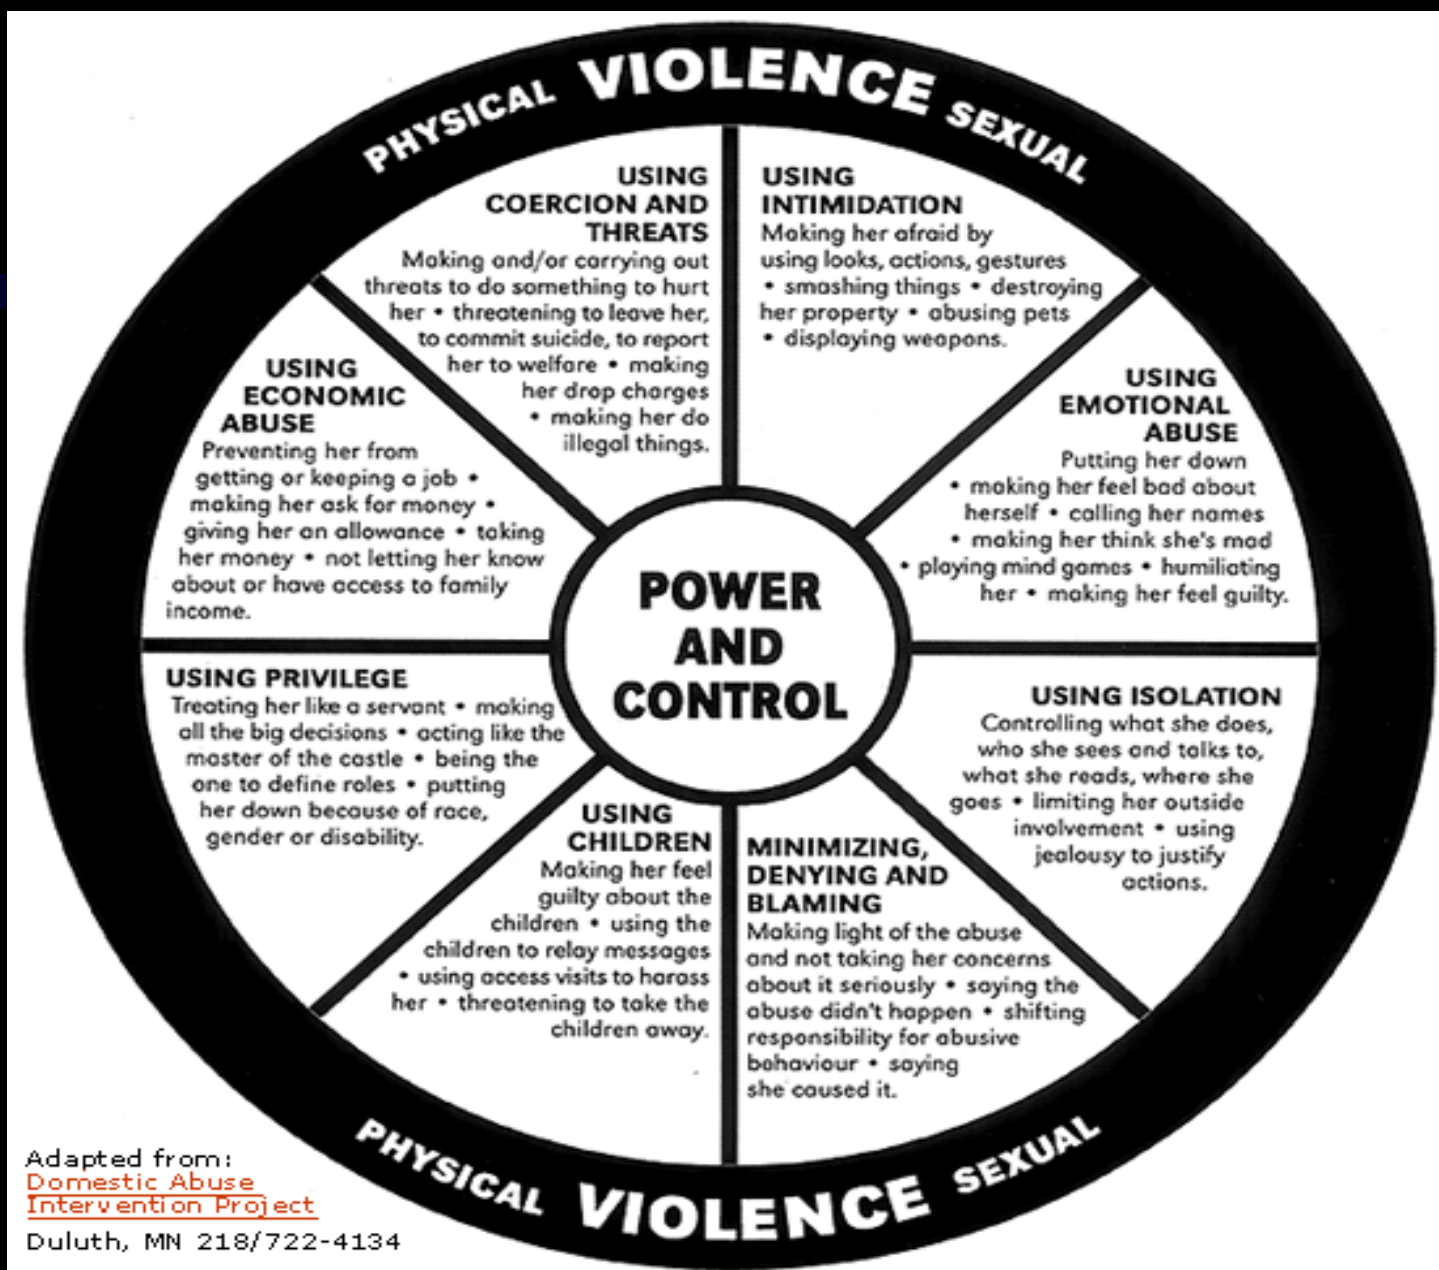 PHYSICAL VIOLENCE SEXUAL
USING
COERCION AND
THREATS
Making and/or carrying out
threats to do something to hurt
her • threatening to leave her,
to commit suicide, to report
her to welfare • making
her drop charges
• making her do
illegal things.
USING
INTIMIDATION
Making her afraid by
using looks, actions, gestures
• smashing things • destroying
her property • abusing pets
• displaying weapons.
USING
EMOTIONAL
ABUSE
Putting her down
• making her feel bad about
herself • calling her names
• making her think she's mad
• playing mind games • humiliating
her • making her feel guilty.
USING ISOLATION
Controlling what she does,
who she sees and talks to,
what she reads, where she
goes • limiting her outside
involvement • using
jealousy to justify
actions.
MINIMIZING,
DENYING AND
BLAMING
Making light of the abuse
and not taking her concerns
about it seriously • saying the
abuse didn't happen • shifting
responsibility for abusive
behaviour • saying
she caused it.
USING
CHILDREN
Making her feel
guilty about the
children • using the
children to relay messages
• using access visits to harass
her • threatening to take the
children away.
USING PRIVILEGE
Treating her like a servant • making
all the big decisions • acting like the
master of the castle • being the
one to define roles • putting
her down because of race,
gender or disability.
USING
ECONOMIC
ABUSE
Preventing her from
getting or keeping a job •
making her ask for money •
giving her an allowance • taking
her money • not letting her know
about or have access to family
income.
POWER
AND
CONTROL
PHYSICAL VIOLENCE SEXUAL
Adapted from:
Domestic Abuse
Intervention Project
Duluth, MN 218/722-4134